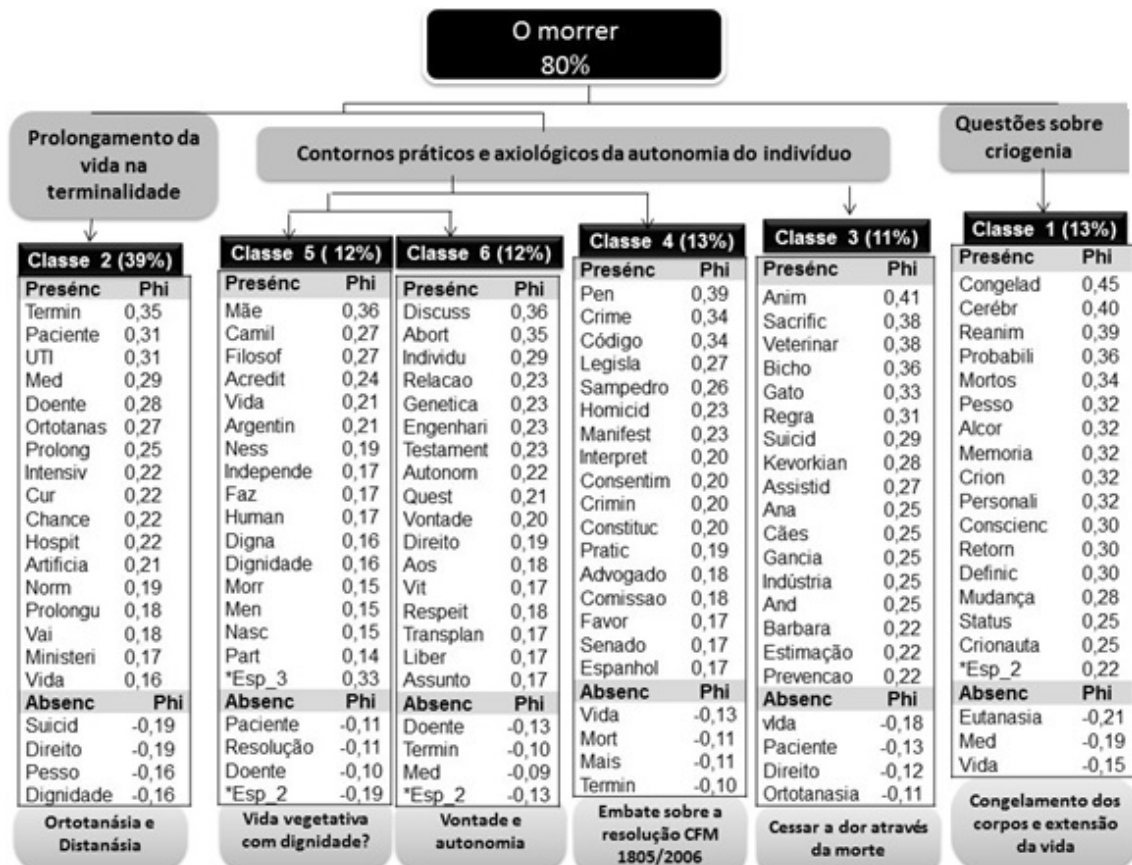 O morrer
80%
Prolongamento da
vida na
terminalidade
Contornos práticos e axiológicos da autonomia do indivíduo
Questões sobre
criogenia
Classe 2 (39%)
Presénc Phi
Termin 0,35
Paciente 0,31
UTI 0,31
Med 0,29
Doente 0,28
Ortotanas 0,27
Prolong 0,25
Intensiv 0,22
Cur 0,22
Chance 0,22
Hospit 0,22
Artificia 0,21
Norm 0,19
Prolongu 0,18
Vai 0,18
Ministeri 0,17
Vida 0,16
Absenc Phi
Suicid -0,19
Direito -0,19
Pesso -0,16
Dignidade -0,16
Ortotanásia e
Distanásia
Classe 5 ( 12%)
Presénc Phi
Mãe 0,36
Camil 0,27
Filosof 0,27
Acredit 0,24
Vida 0,21
Argentin 0,21
Ness 0,19
Independe 0,17
Faz 0,17
Human 0,17
Digna 0,16
Dignidade 0,16
Morr 0,15
Men 0,15
Nasc 0,15
Part 0,14
*Esp_3 0,33
Absenc Phi
Paciente -0,11
Resolução -0,11
Doente -0,10
*Esp_2 -0,19
Vida vegetativa
com dignidade?
Classe 6 (12%)
Presénc Phi
Discuss 0,36
Abort 0,35
Individu 0,29
Relacao 0,23
Genetica 0,23
Engenhari 0,23
Testament 0,23
Autonom 0,22
Quest 0,21
Vontade 0,20
Direito 0,19
Aos 0,18
Vit 0,17
Respeit 0,18
Transplan 0,17
Liber 0,17
Assunto 0,17
Absenc Phi
Doente -0,13
Termin -0,10
Med -0,09
*Esp_2 -0,13
Vontade e
autonomia
Classe 4 (13%)
Presénc Phi
Pen 0,39
Crime 0,34
Código 0,34
Legisla 0,27
Sampedro 0,26
Homicid 0,23
Manifest 0,23
Interpret 0,20
Consentim 0,20
Crimin 0,20
Constituc 0,20
Pratic 0,19
Advogado 0,18
Comissao 0,18
Favor 0,17
Senado 0,17
Espanhol 0,17
Absenc Phi
Vida -0,13
Mort -0,11
Mais -0,11
Termin -0,10
Embate sobre a
resolução CFM
1805/2006
Classe 3 (11%)
Presénc Phi
Anim 0,41
Sacrific 0,38
Veterinar 0,38
Bicho 0,36
Gato 0,33
Regra 0,31
Suicid 0,29
Kevorkian 0,28
Assistid 0,27
Ana 0,25
Cães 0,25
Gancia 0,25
Indústria 0,25
And 0,25
Barbara 0,22
Estimação 0,22
Prevencao 0,22
Absenc Phi
vIda -0,18
Paciente -0,13
Direito -0,12
Ortotanasia -0,11
Cessar a dor através
da morte
Classe 1 (13%)
Presénc Phi
Congelad 0,45
Cerébr 0,40
Reanim 0,39
Probabili 0,36
Mortos 0,34
Pesso 0,32
Alcor 0,32
Memoria 0,32
Crion 0,32
Personali 0,32
Conscienc 0,30
Retorn 0,30
Definic 0,30
Mudança 0,28
Status 0,25
Crionauta 0,25
*Esp_2 0,22
Absenc Phi
Eutanasia -0,21
Med -0,19
Vida -0,15
Congelamento dos
corpos e extensão
da vida